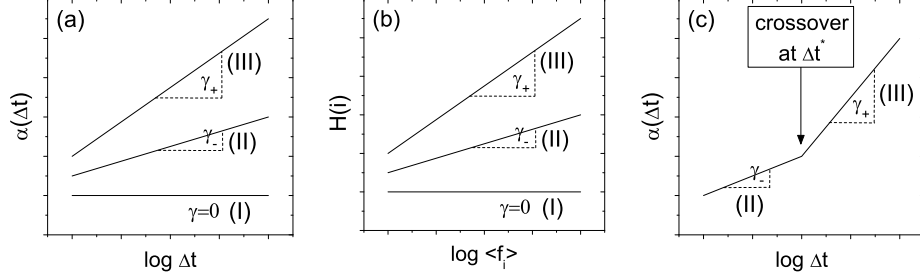 (a)
α(Δt)
(III)
γ+
(II)
γ-
γ=0 (I)
log Δt
(b)
H(i)
(III)
γ+
(II)
γ-
γ=0 (I)
log <fi>
(c)
crossover
at Δt*
α(Δt)
(III)
γ+
γ-
(II)
log Δt